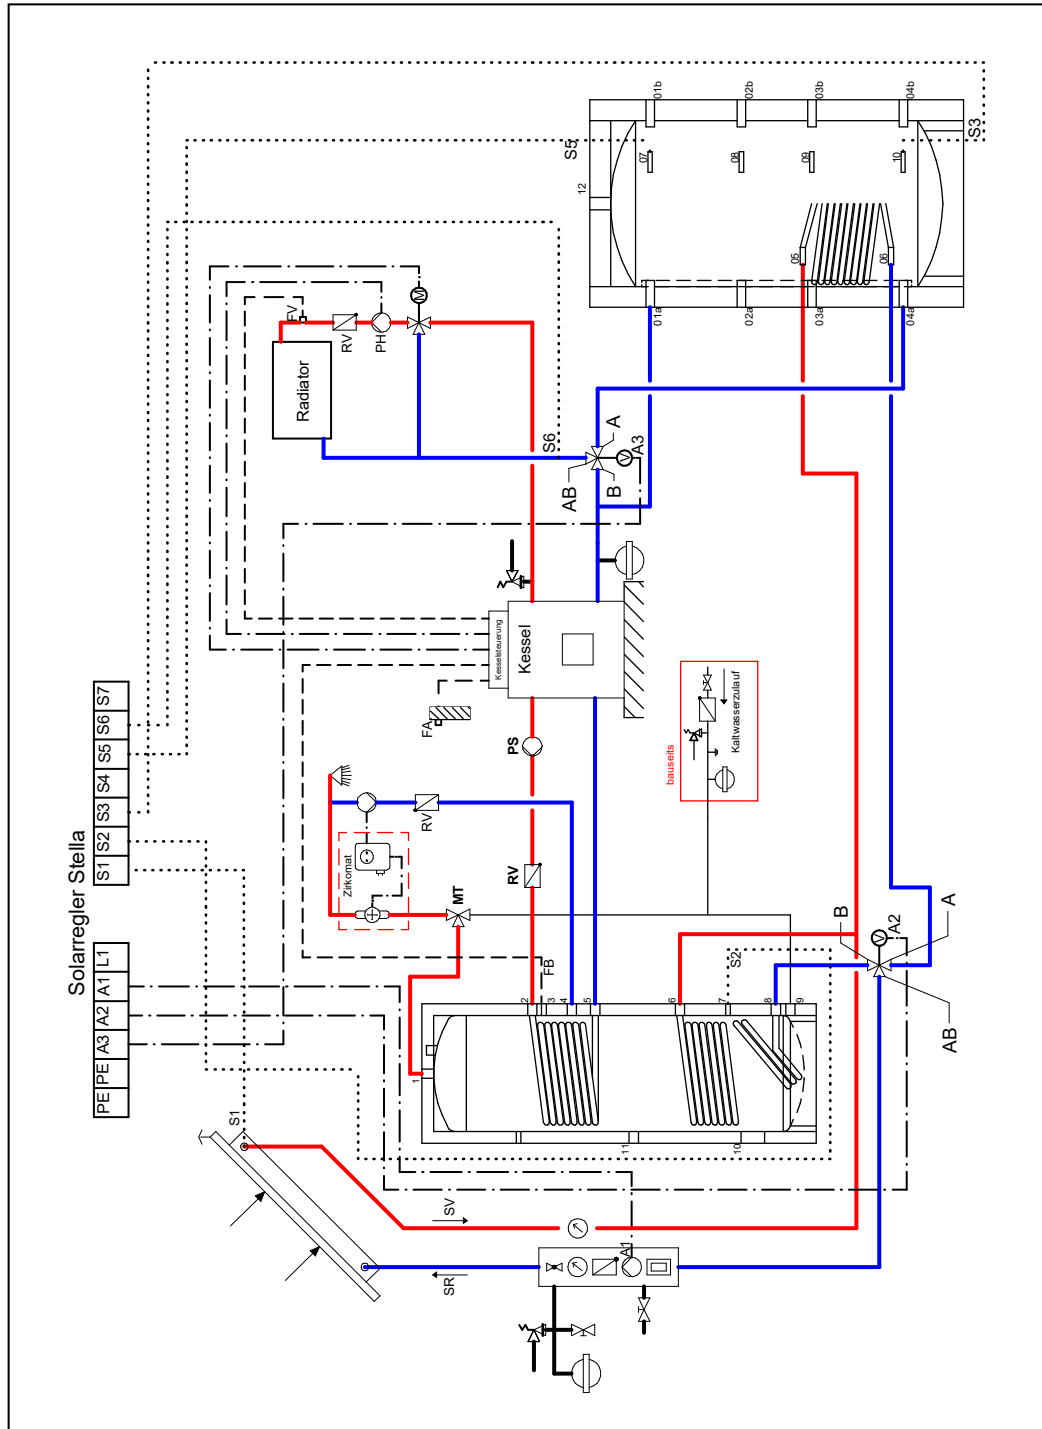 Solarregler Stella
PE
PE
A3
A2
A1
L1
S1
S2
S3
S4
S5
S6
S7
S1
SV
SR
A1
1
2
3
4
5
6
7
8
9
10
11
FB
S2
RV
PS
MT
Zirkomat
RV
FA
Kesselsteuerung
Kessel
bauseits
Kaltwasserzulauf
B
A
A2
AB
Radiator
FV
RV
PH
M
S6
AB
A
B
V
A3
V
S5
S3
12
01b
02b
03b
04b
07
08
09
10
05
06
01a
02a
03a
04a